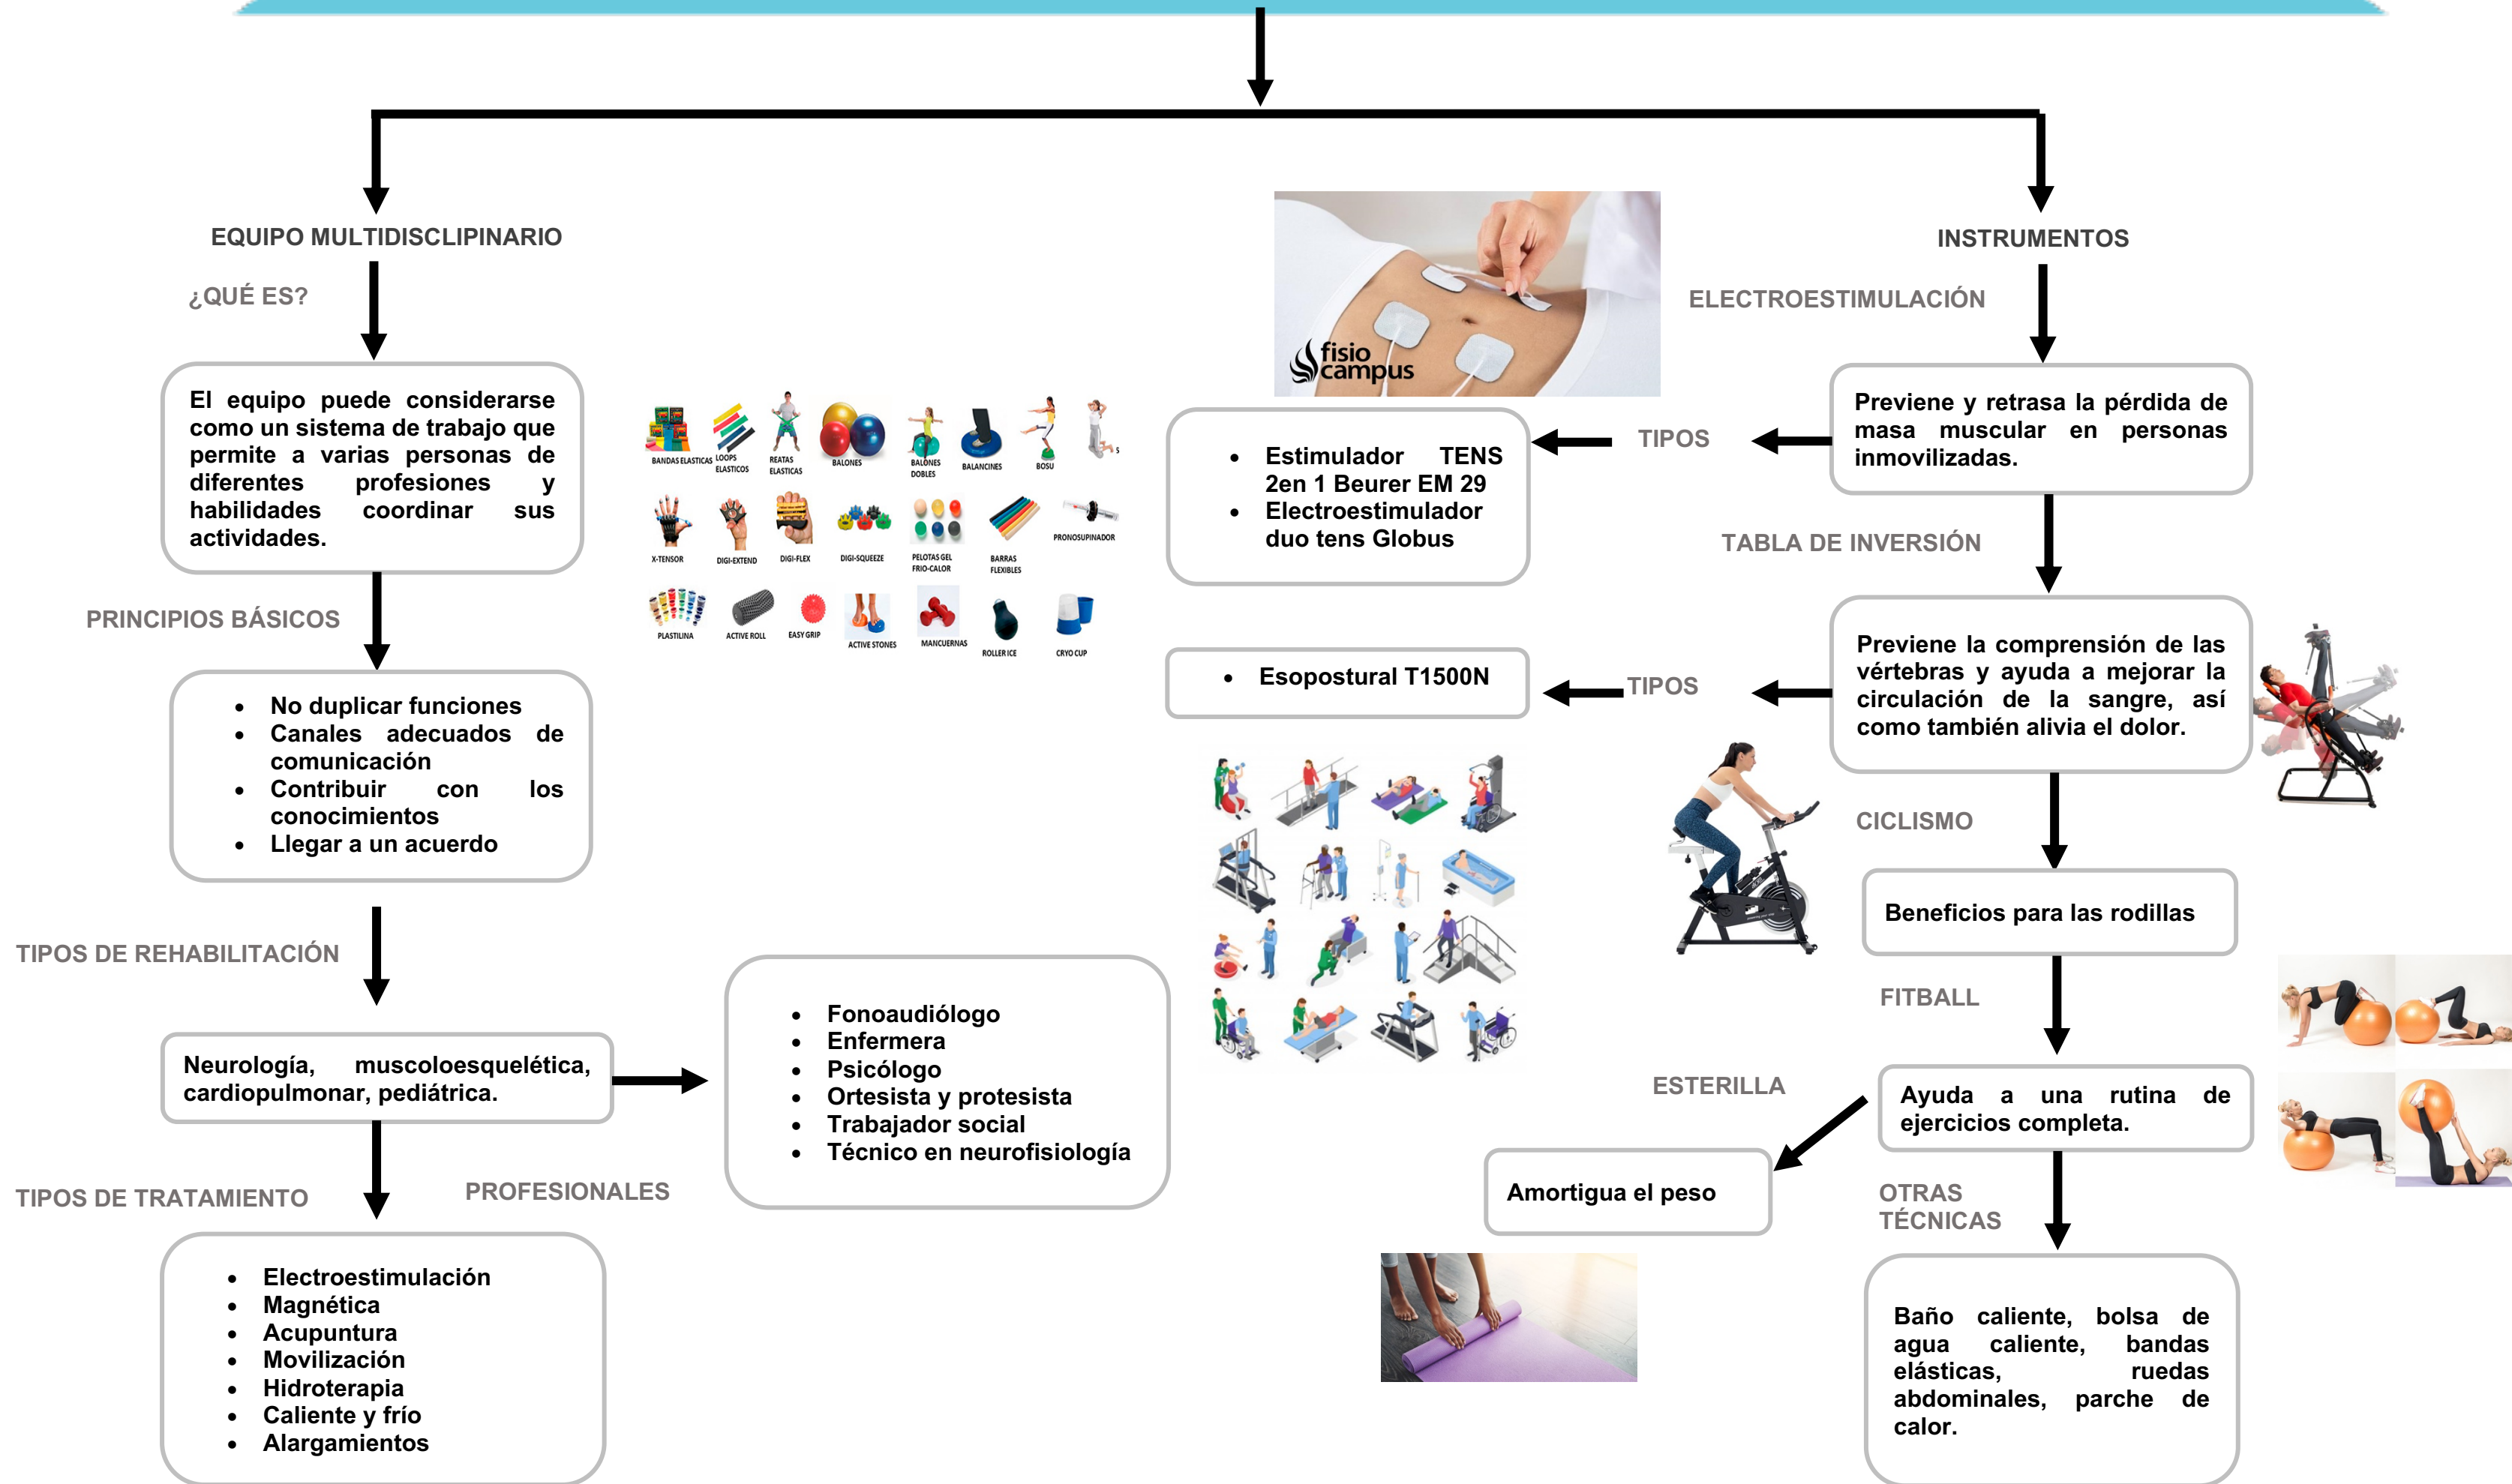 EQUIPO MULTIDISCLIPINARIO
¿QUÉ ES?
El equipo puede considerarse
como un sistema de trabajo que
permite a varias personas de
diferentes profesiones y
habilidades coordinar sus
actividades.
PRINCIPIOS BÁSICOS
• No duplicar funciones
• Canales adecuados de
comunicación
• Contribuir con los
conocimientos
• Llegar a un acuerdo
TIPOS DE REHABILITACIÓN
Neurología, muscoloesquelética,
cardiopulmonar, pediátrica.
TIPOS DE TRATAMIENTO
PROFESIONALES
• Electroestimulación
• Magnética
• Acupuntura
• Movilización
• Hidroterapia
• Caliente y frío
• Alargamientos
• Fonoaudiólogo
• Enfermera
• Psicólogo
• Ortesista y protesista
• Trabajador social
• Técnico en neurofisiología
BANDAS ELASTICAS
LOOPS
ELASTICOS
REATAS
ELASTICAS
BALONES
BALONES
DOBLES
BALANCINES
BOSU
S
X-TENSOR
DIGI-EXTEND
DIGI-FLEX
DIGI-SQUEEZE
PELOTAS GEL
FRIO-CALOR
BARRAS
FLEXIBLES
PRONOSUPINADOR
PLASTILINA
ACTIVE ROLL
EASY GRIP
ACTIVE STONES
MANCUERNAS
ROLLER ICE
CRYO CUP
fisio
campus
INSTRUMENTOS
ELECTROESTIMULACIÓN
Previene y retrasa la pérdida de
masa muscular en personas
inmovilizadas.
TIPOS
• Estimulador TENS
2en 1 Beurer EM 29
• Electroestimulador
duo tens Globus
TABLA DE INVERSIÓN
Previene la comprensión de las
vértebras y ayuda a mejorar la
circulación de la sangre, así
como también alivia el dolor.
TIPOS
• Esopostural T1500N
CICLISMO
Beneficios para las rodillas
FITBALL
Ayuda a una rutina de
ejercicios completa.
ESTERILLA
Amortigua el peso
OTRAS
TÉCNICAS
Baño caliente, bolsa de
agua caliente, bandas
elásticas, ruedas
abdominales, parche de
calor.